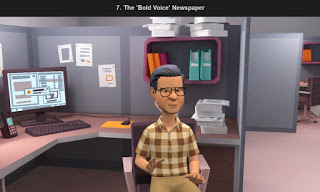 7. The 'Bold Voice' Newspaper